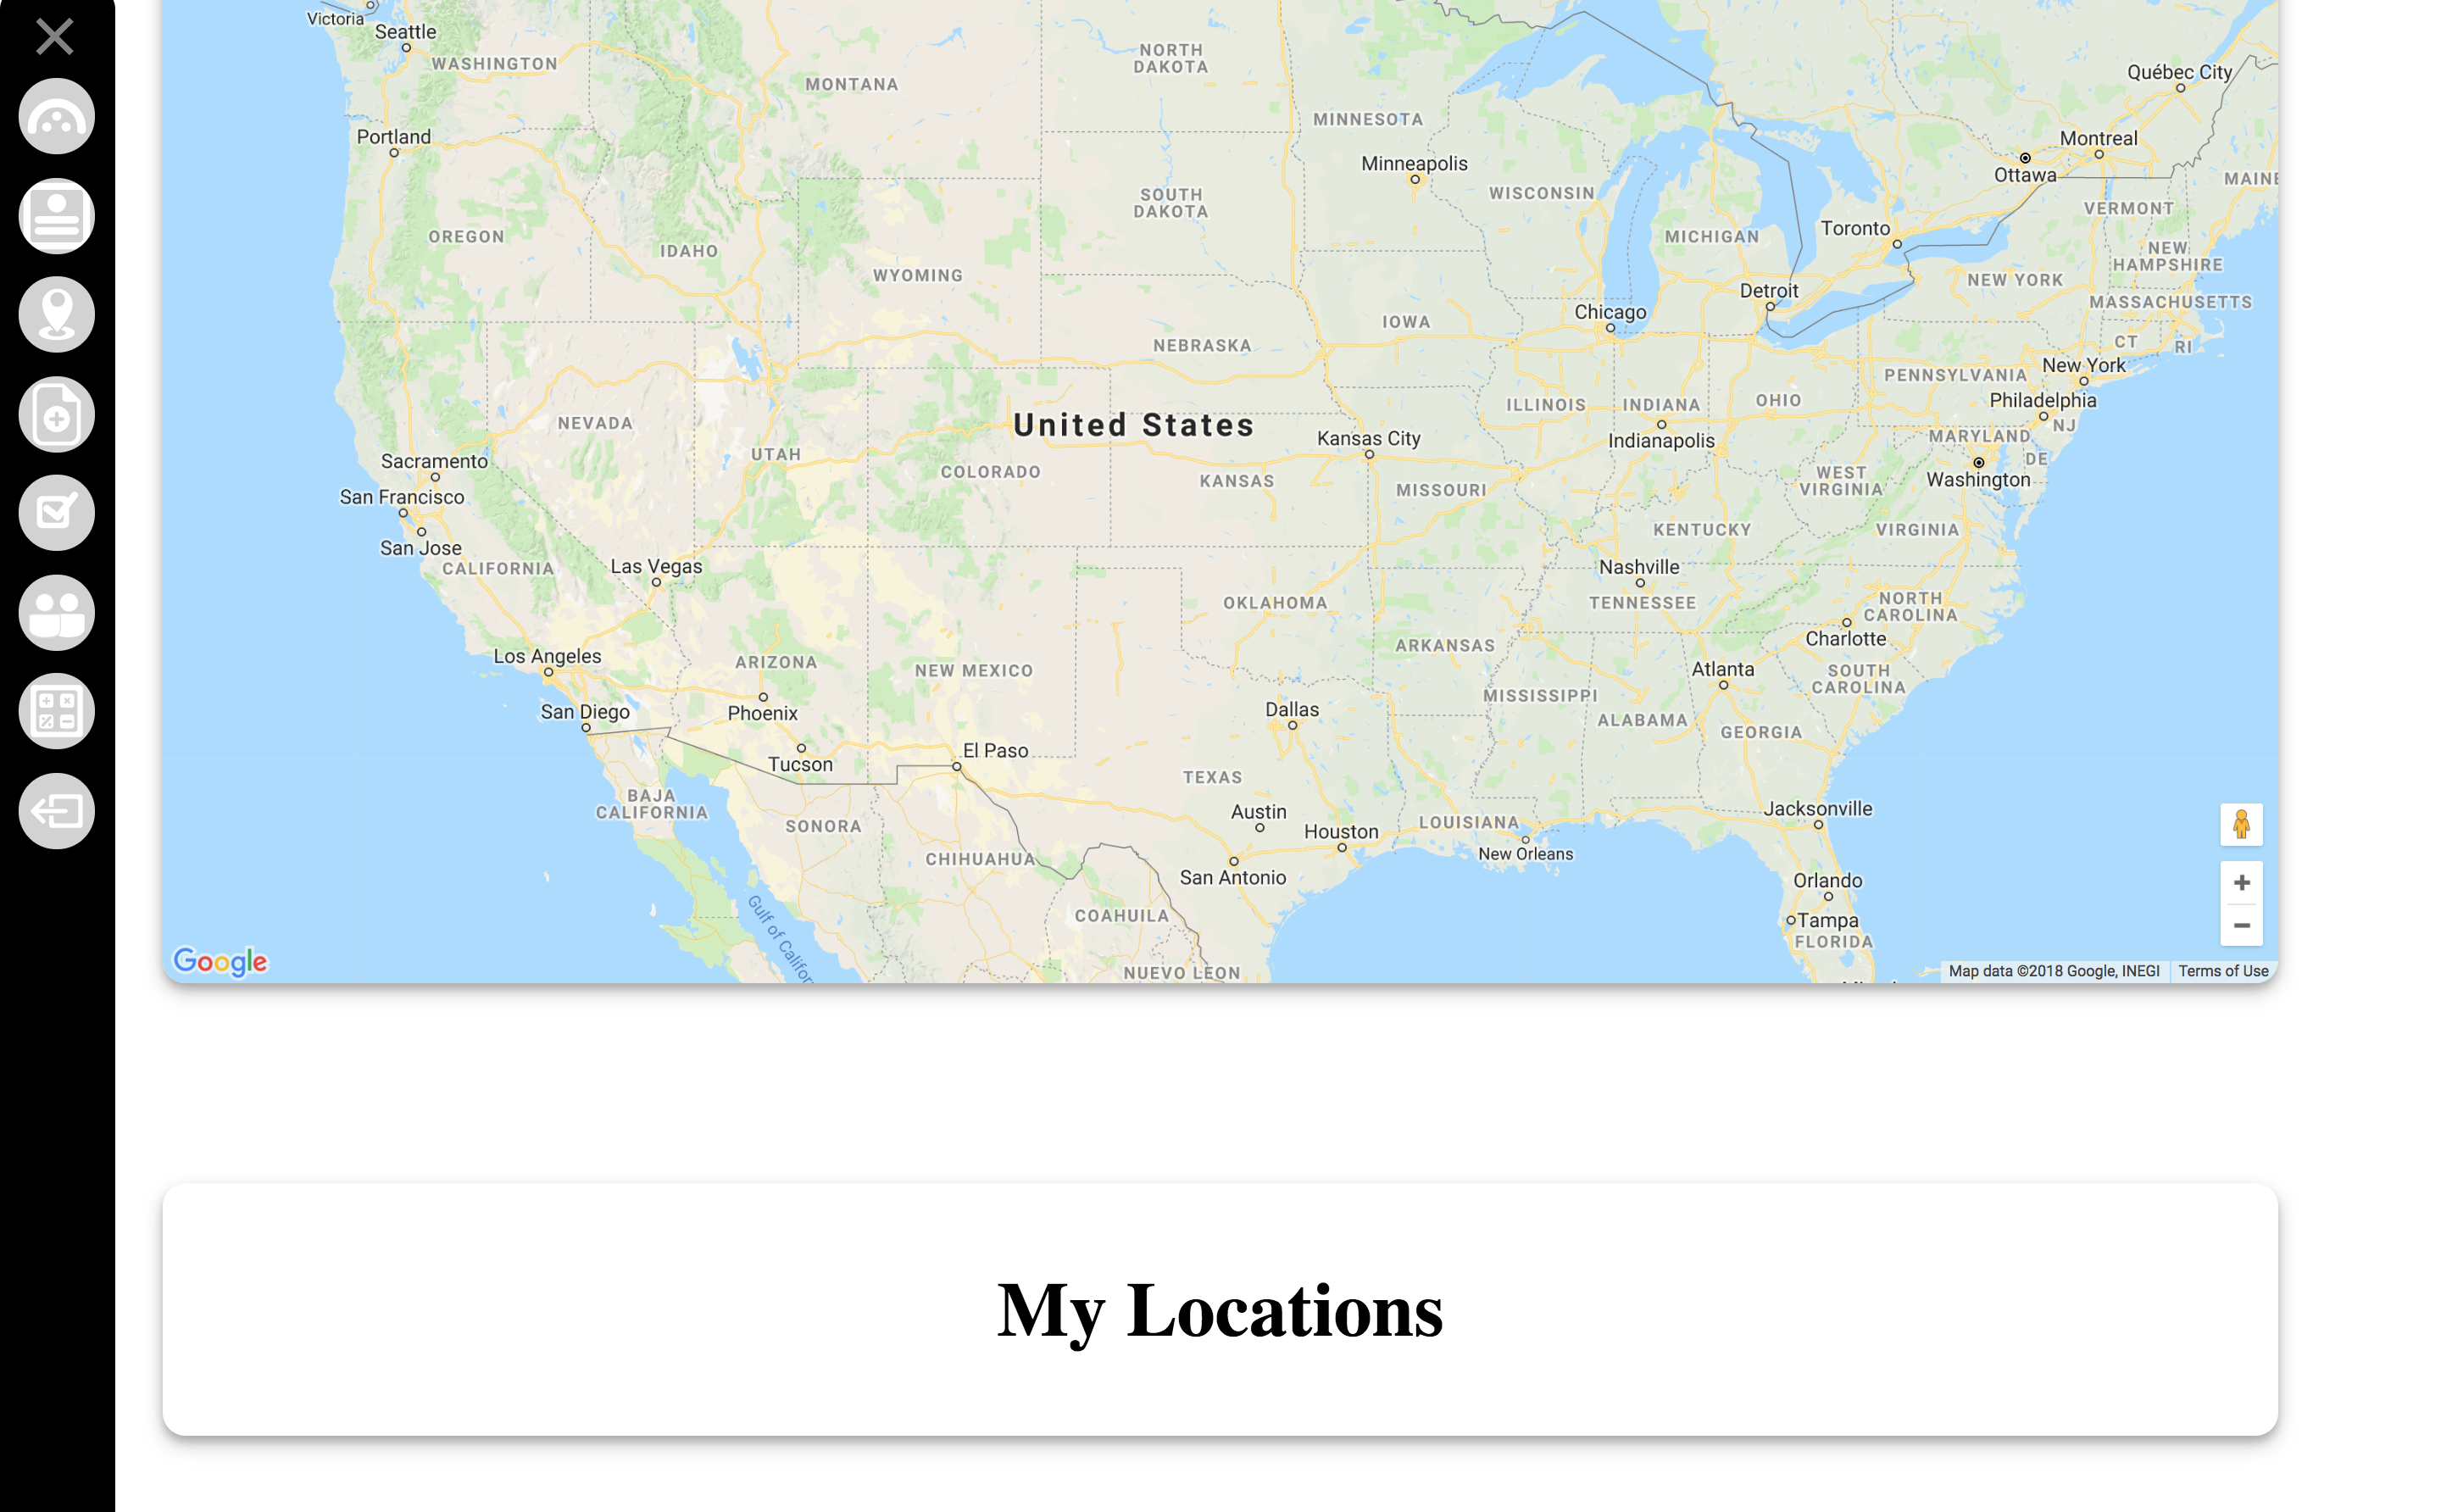 Victoria
Seattle
WASHINGTON
MONTANA
NORTH
DAKOTA
Québec City
Portland
MINNESOTA
Montreal
Minneapolis
Ottawa
SOUTH
DAKOTA
WISCONSIN
MAINE
VERMONT
OREGON
IDAHO
MICHIGAN
Toronto
NEW
HAMPSHIRE
WYOMING
NEW YORK
Detroit
MASSACHUSETTS
Chicago
IOWA
NEBRASKA
CT
RI
New York
PENNSYLVANIA
Philadelphia
ILLINOIS
INDIANA
OHIO
NJ
NEVADA
United States
Kansas City
Indianapolis
MARYLAND
UTAH
DE
Sacramento
COLORADO
KANSAS
MISSOURI
WEST
VIRGINIA
Washington
San Francisco
KENTUCKY
VIRGINIA
San Jose
CALIFORNIA
Las Vegas
Nashville
OKLAHOMA
TENNESSEE
NORTH
CAROLINA
Charlotte
ARKANSAS
Los Angeles
ARIZONA
NEW MEXICO
Atlanta
SOUTH
CAROLINA
MISSISSIPPI
San Diego
Phoenix
Dallas
ALABAMA
GEORGIA
El Paso
Tucson
TEXAS
BAJA
CALIFORNIA
SONORA
Austin
Houston
LOUISIANA
Jacksonville
CHIHUAHUA
New Orleans
San Antonio
Orlando
COAHUILA
Tampa
FLORIDA
Gulf of Califor
NUEVO LEON
Google
Map data ©2018 Google, INEGI
Terms of Use
My Locations